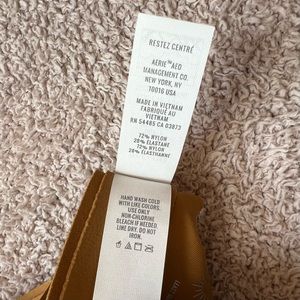 RESTEZ CENTRÉ
AERIE™AEO
MANAGEMENT CO.
NEW YORK, NY
10016 USA
MADE IN VIETNAM
FABRIQUÉ AU
VIETNAM
RN 54485 CA 03873
72% NYLON
28% ELASTANE
72% NYLON
28% ÉLASTHANNE
HAND WASH COLD
WITH LIKE COLORS.
USE ONLY
NON-CHLORINE
BLEACH IF NEEDED.
LINE DRY. DO NOT
IRON.